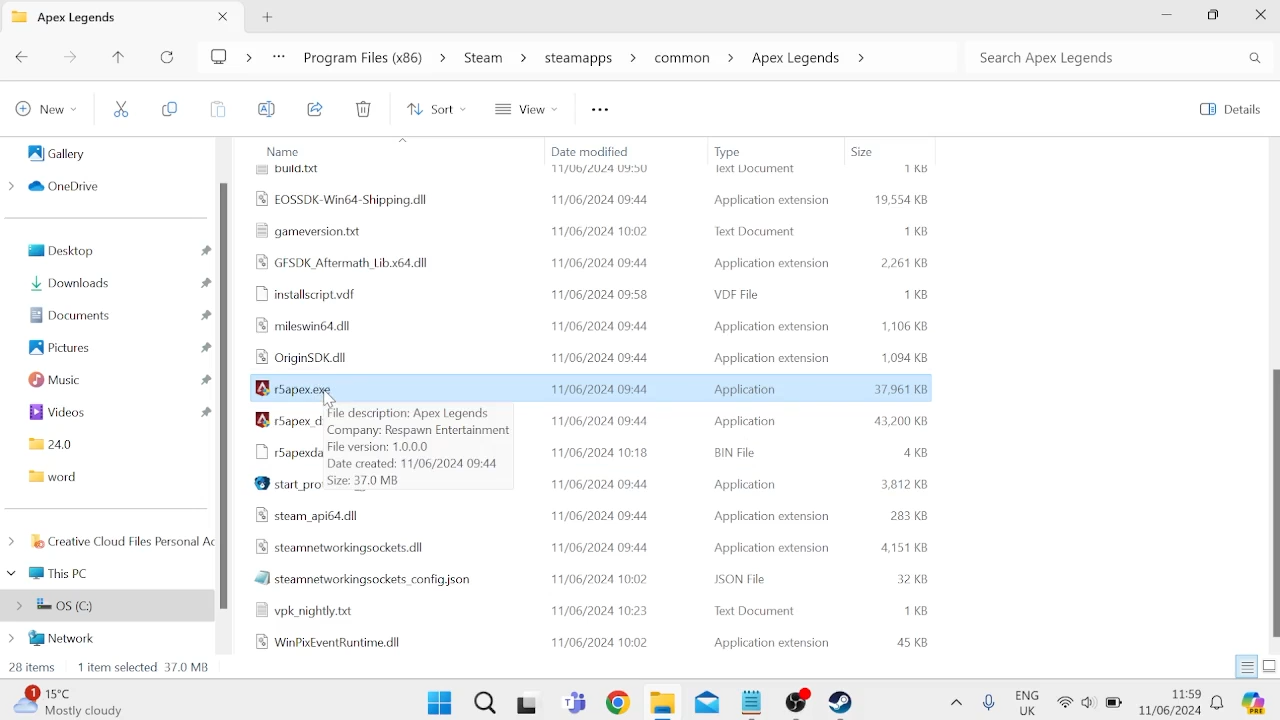 Apex Legends
Program Files (x86) > Steam > steamapps > common > Apex Legends >
Search Apex Legends
New
Sort
View
Details
Gallery
OneDrive
Desktop
Downloads
Documents
Pictures
Music
Videos
24.0
word
Creative Cloud Files Personal Ac
This PC
OS (C:)
Network
Name Date modified Type Size
build.txt 11/06/2024 09:50 Text Document 1 KB
EOSSDK-Win64-Shipping.dll 11/06/2024 09:44 Application extension 19,554 KB
gameversion.txt 11/06/2024 10:02 Text Document 1 KB
GFSDK_Aftermath_Lib.x64.dll 11/06/2024 09:44 Application extension 2,261 KB
installscript.vdf 11/06/2024 09:58 VDF File 1 KB
mileswin64.dll 11/06/2024 09:44 Application extension 1,106 KB
OriginSDK.dll 11/06/2024 09:44 Application extension 1,094 KB
r5apex.exe 11/06/2024 09:44 Application 37,961 KB
r5apex_d 11/06/2024 09:44 Application 43,200 KB
r5apexda 11/06/2024 10:18 BIN File 4 KB
start_pro 11/06/2024 09:44 Application 3,812 KB
steam_api64.dll 11/06/2024 09:44 Application extension 283 KB
steamnetworkingsockets.dll 11/06/2024 09:44 Application extension 4,151 KB
steamnetworkingsockets_config.json 11/06/2024 10:02 JSON File 32 KB
vpk_nightly.txt 11/06/2024 10:23 Text Document 1 KB
WinPixEventRuntime.dll 11/06/2024 10:02 Application extension 45 KB
File description: Apex Legends
Company: Respawn Entertainment
File version: 1.0.0.0
Date created: 11/06/2024 09:44
Size: 37.0 MB
28 items 1 item selected 37.0 MB
1
15°C
Mostly cloudy
ENG
UK
11:59
11/06/2024
PRE